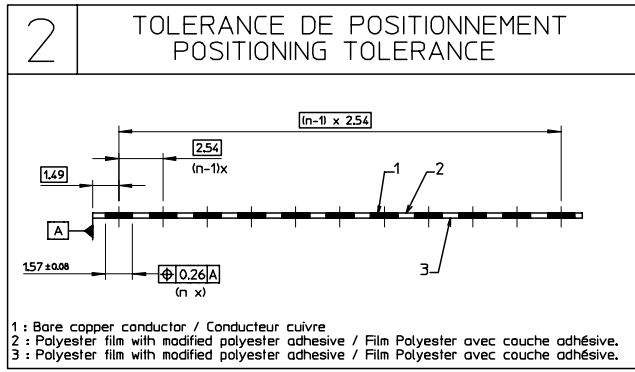 2
TOLERANCE DE POSITIONNEMENT
POSITIONING TOLERANCE
(n-1) x 2.54
2.54
(n-1)x
1.49
1
2
A
1.57 ±0.08
⌖ 0.26 A
(n x)
3
1 : Bare copper conductor / Conducteur cuivre
2 : Polyester film with modified polyester adhesive / Film Polyester avec couche adhésive.
3 : Polyester film with modified polyester adhesive / Film Polyester avec couche adhésive.